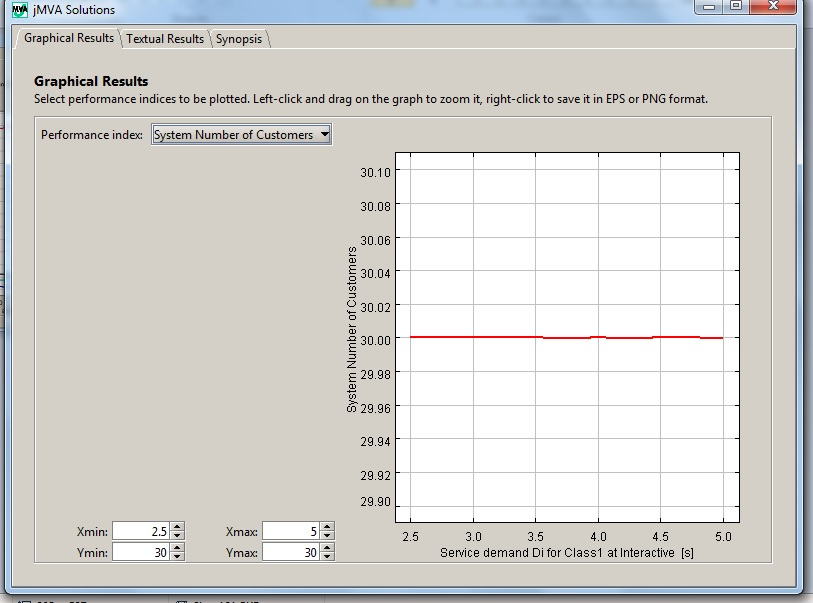 jMVA Solutions
Graphical Results
Textual Results
Synopsis
Graphical Results
Select performance indices to be plotted. Left-click and drag on the graph to zoom it, right-click to save it in EPS or PNG format.
Performance index: System Number of Customers
30.10
30.08
30.06
30.04
30.02
30.00
29.98
29.96
29.94
29.92
29.90
System Number of Customers
2.5 3.0 3.5 4.0 4.5 5.0
Service demand Di for Class1 at Interactive [s]
Xmin: 2.5 Xmax: 5
Ymin: 30 Ymax: 30